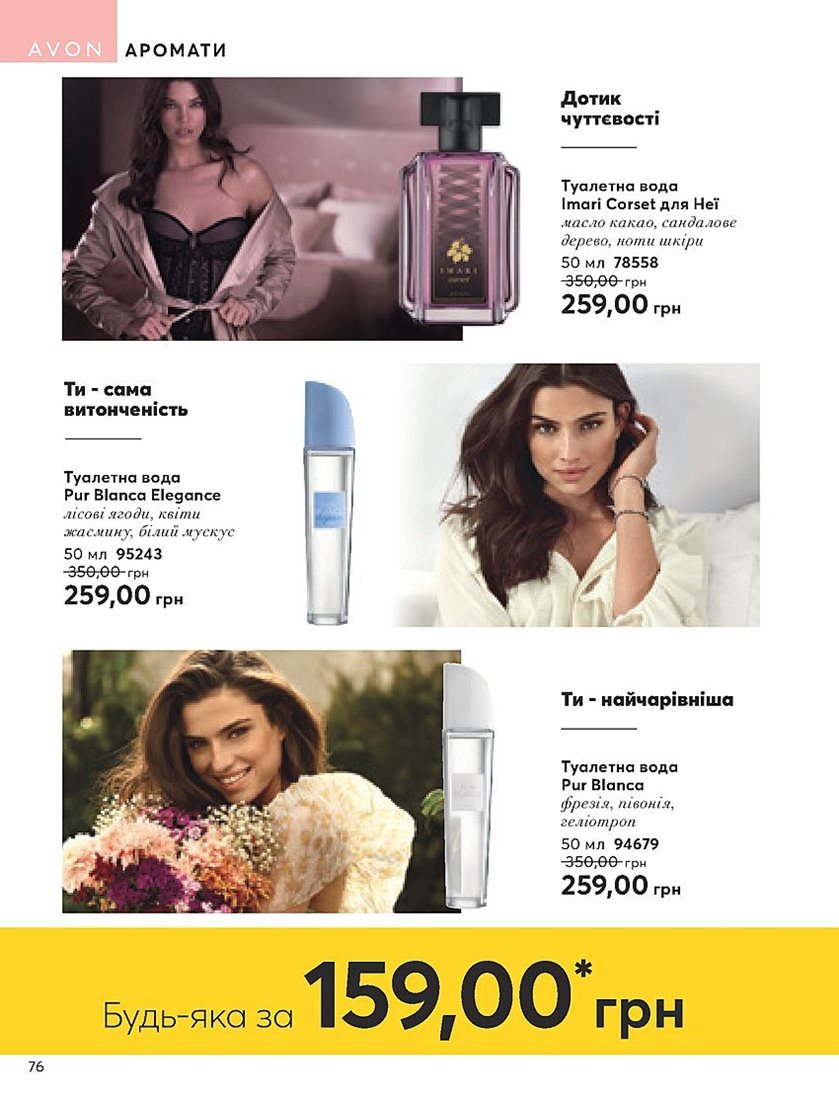 AVON АРОМАТИ
Дотик
чуттєвості
Туалетна вода
Imari Corset для Неї
масло какао, сандалове
дерево, ноти шкіри
50 мл 78558
350,00 грн
259,00 грн
IMARI
corset
Ти - сама
витонченість
Туалетна вода
Pur Blanca Elegance
лісові ягоди, квіти
жасмину, білий мускус
50 мл 95243
350,00 грн
259,00 грн
elegance
Ти - найчарівніша
Туалетна вода
Pur Blanca
фрезія, півонія,
геліотроп
50 мл 94679
350,00 грн
259,00 грн
Будь-яка за 159,00* грн
76